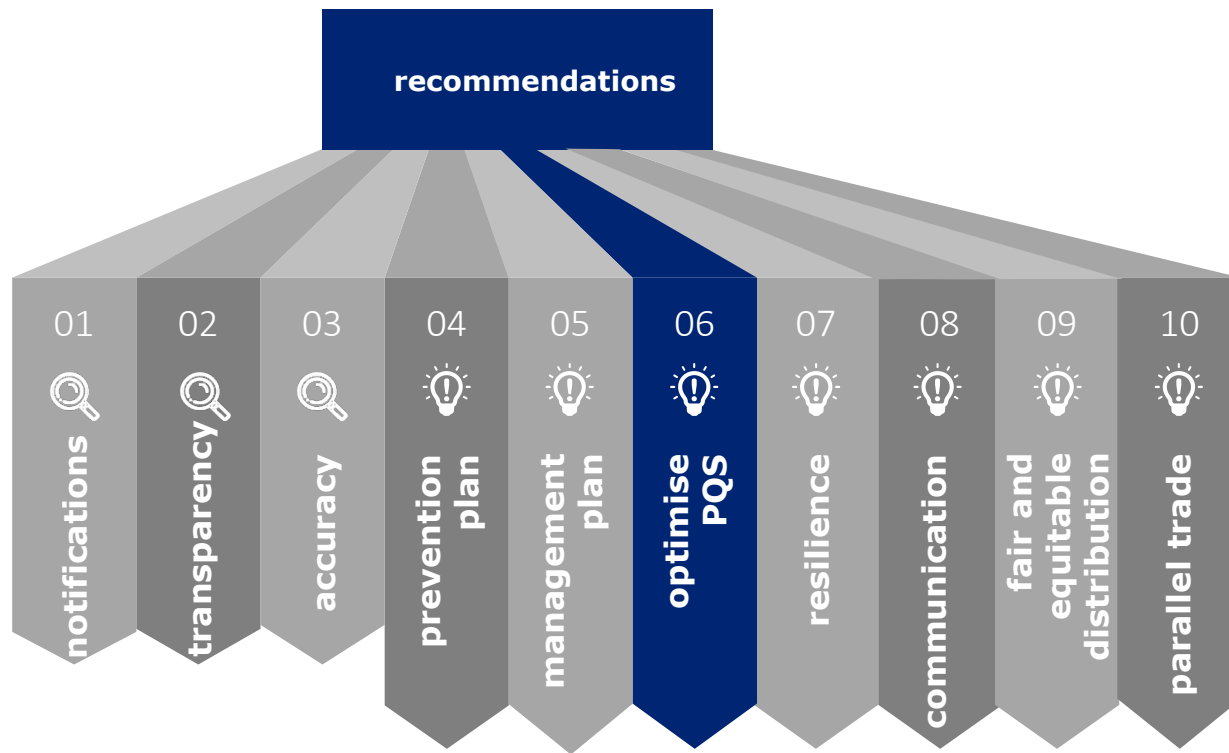 recommendations
01
notifications
02
transparency
03
accuracy
04
prevention
plan
05
management
plan
06
optimise
PQS
07
resilience
08
communication
09
fair and
equitable
distribution
10
parallel trade